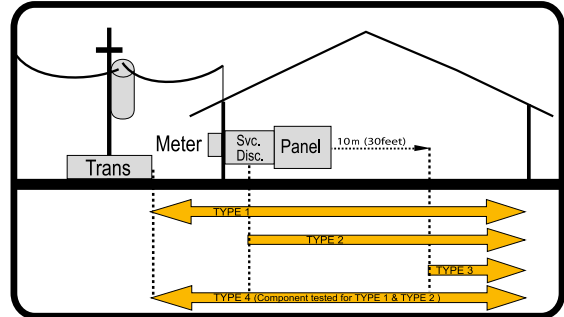 Meter
Svc.
Disc.
Panel
10m (30feet)
Trans
TYPE 1
TYPE 2
TYPE 3
TYPE 4 (Component tested for TYPE 1 & TYPE 2 )